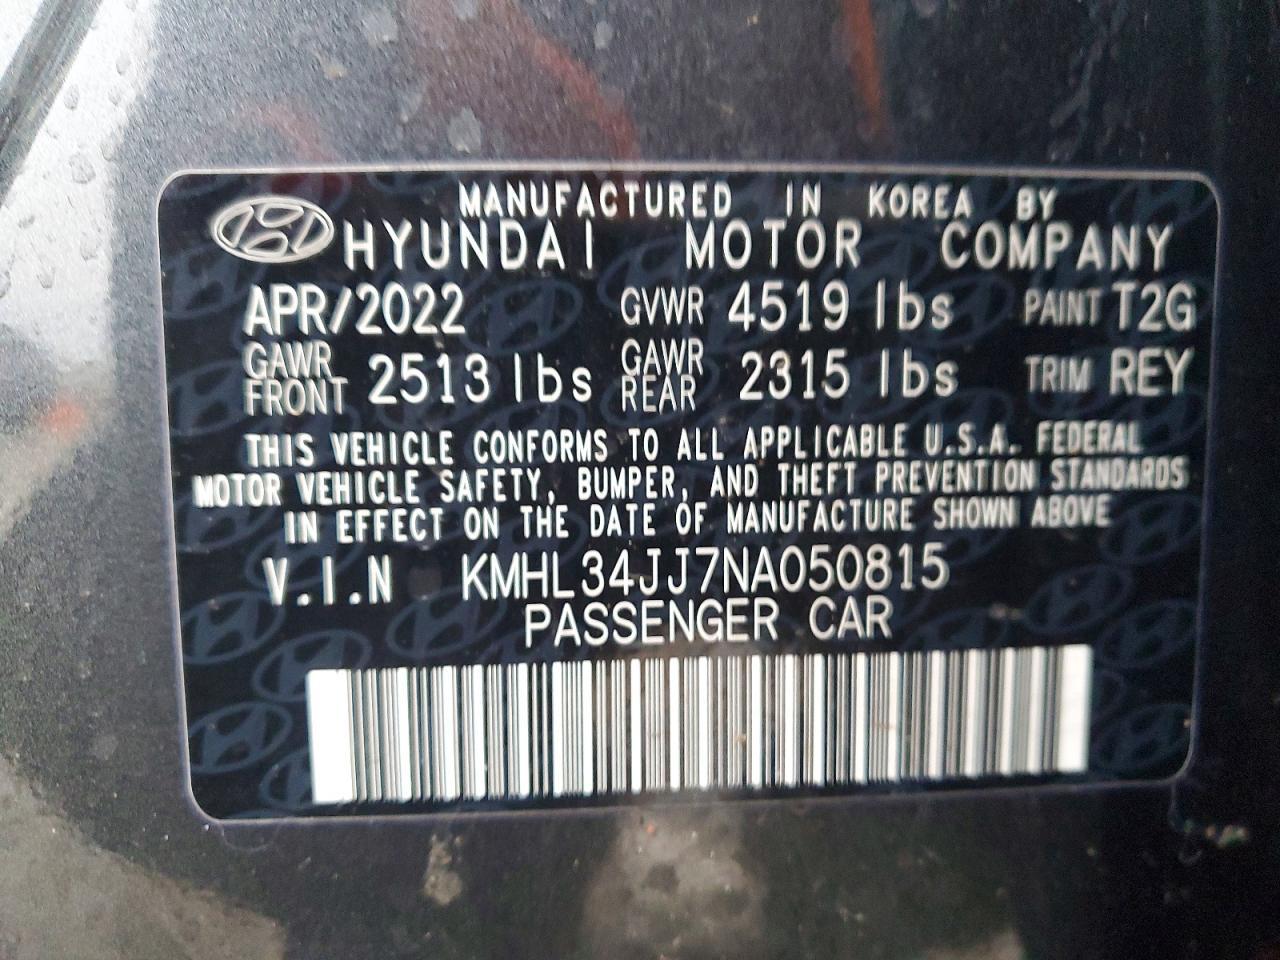 MANUFACTURED IN KOREA BY
HYUNDAI MOTOR COMPANY
APR/2022 GVWR 4519 lbs PAINT T2G
GAWR FRONT 2513 lbs GAWR REAR 2315 lbs TRIM REY
THIS VEHICLE CONFORMS TO ALL APPLICABLE U.S.A. FEDERAL
MOTOR VEHICLE SAFETY, BUMPER, AND THEFT PREVENTION STANDARDS
IN EFFECT ON THE DATE OF MANUFACTURE SHOWN ABOVE
V.I.N KMHL34JJ7NA050815
PASSENGER CAR